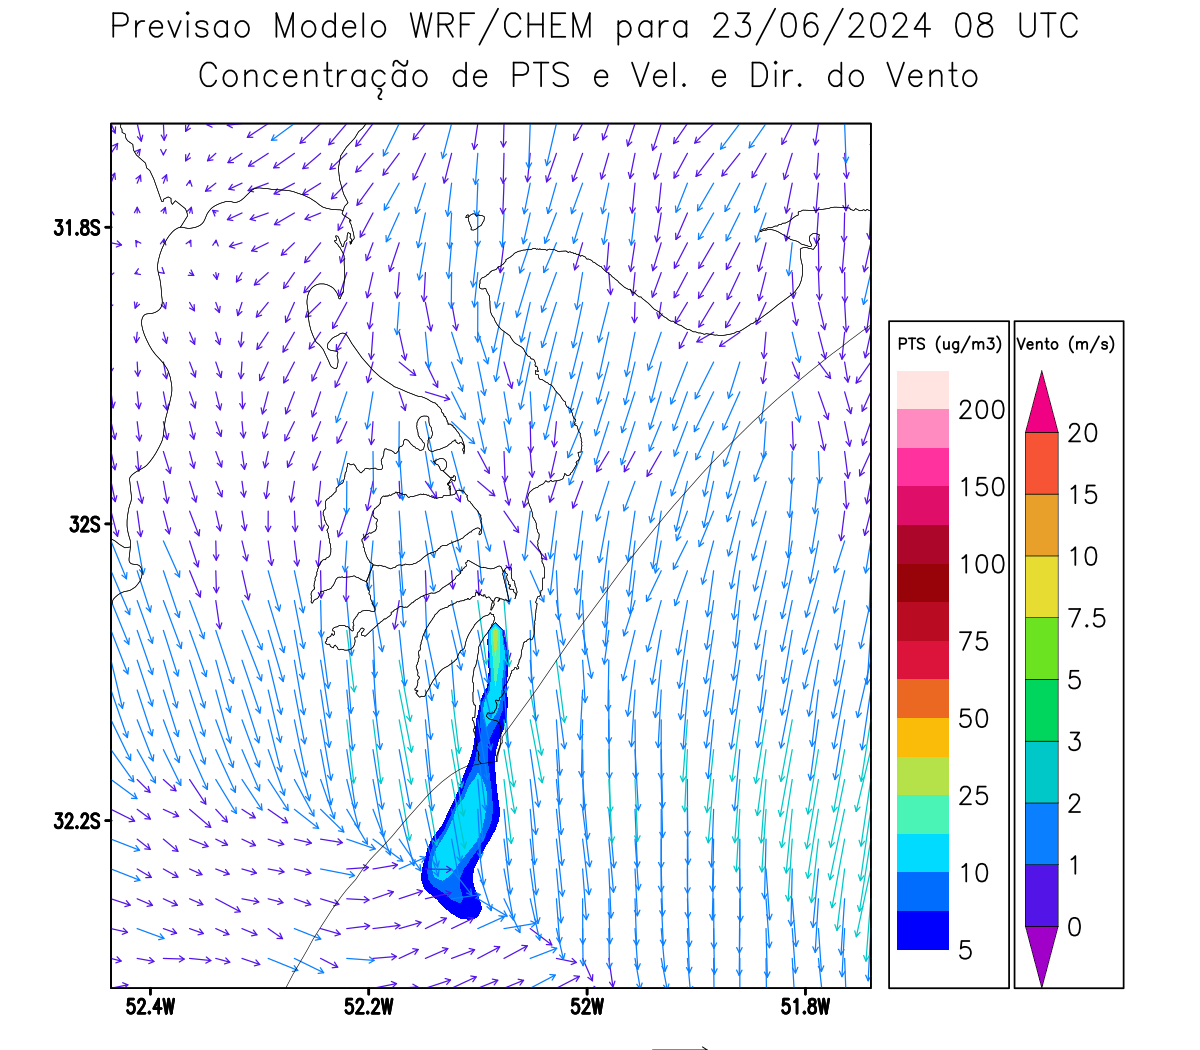 Previsao Modelo WRF/CHEM para 23/06/2024 08 UTC
Concentração de PTS e Vel. e Dir. do Vento
31.8S
32S
32.2S
52.4W
52.2W
52W
51.8W
PTS (ug/m3)
200
150
100
75
50
25
10
5
Vento (m/s)
20
15
10
7.5
5
3
2
1
0